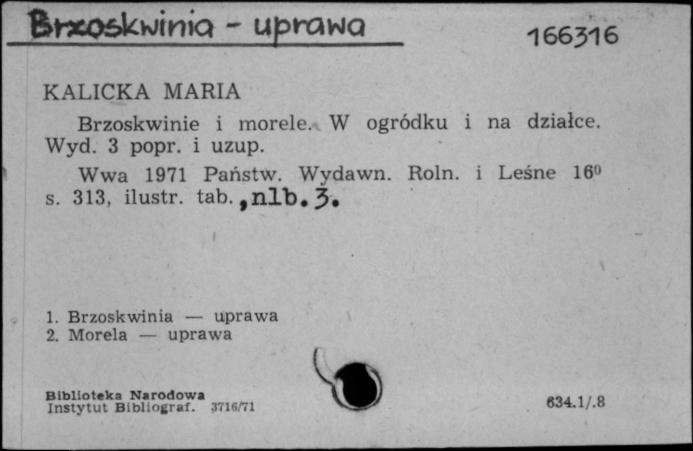 Brzoskwinia - uprawa
166316
KALICKA MARIA
Brzoskwinie i morele. W ogródku i na działce.
Wyd. 3 popr. i uzup.
Wwa 1971 Państw. Wydawn. Roln. i Leśne 16⁰
s. 313, ilustr. tab., nlb. 3.
1. Brzoskwinia — uprawa
2. Morela — uprawa
Biblioteka Narodowa
Instytut Bibliograf. 3716/71
634.1/.8